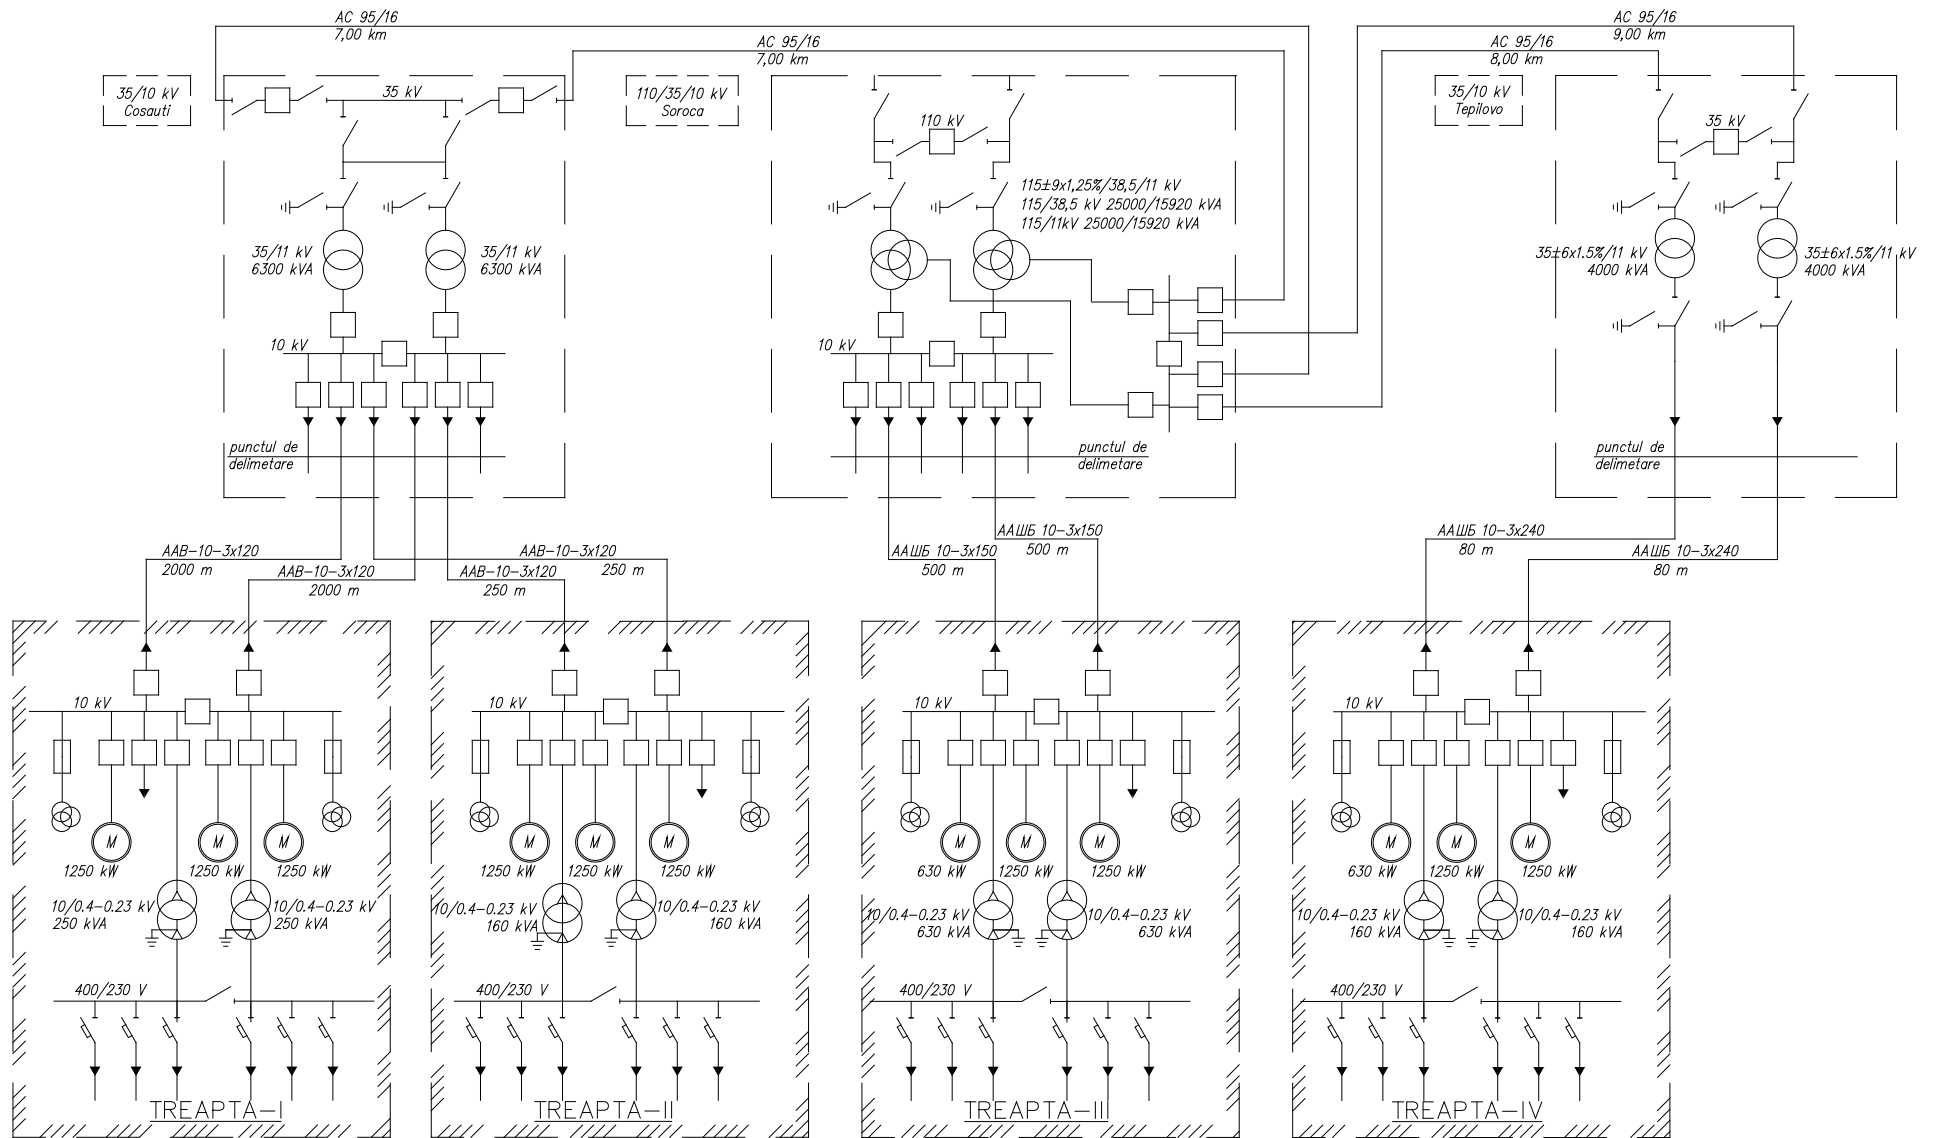 AC 95/16
7,00 km
AC 95/16
7,00 km
AC 95/16
9,00 km
AC 95/16
8,00 km
35/10 kV
Cosauti
35 kV
110/35/10 kV
Soroca
110 kV
35/10 kV
Tepilovo
35 kV
115±9x1,25%/38,5/11 kV
115/38,5 kV 25000/15920 kVA
115/11kV 25000/15920 kVA
35/11 kV
6300 kVA
35/11 kV
6300 kVA
35±6x1.5%/11 kV
4000 kVA
35±6x1.5%/11 kV
4000 kVA
10 kV
10 kV
punctul de
delimetare
punctul de
delimetare
punctul de
delimetare
ААВ-10-3x120
2000 m
ААВ-10-3x120
2000 m
ААВ-10-3x120
250 m
ААВ-10-3x120
250 m
ААШБ 10-3x150
500 m
ААШБ 10-3x150
500 m
ААШБ 10-3x240
80 m
ААШБ 10-3x240
80 m
10 kV
10 kV
10 kV
10 kV
M
M
M
M
M
M
M
M
M
M
M
M
1250 kW
1250 kW
1250 kW
1250 kW
1250 kW
1250 kW
630 kW
1250 kW
1250 kW
630 kW
1250 kW
1250 kW
10/0.4-0.23 kV
250 kVA
10/0.4-0.23 kV
250 kVA
10/0.4-0.23 kV
160 kVA
10/0.4-0.23 kV
160 kVA
10/0.4-0.23 kV
630 kVA
10/0.4-0.23 kV
630 kVA
10/0.4-0.23 kV
160 kVA
10/0.4-0.23 kV
160 kVA
400/230 V
400/230 V
400/230 V
400/230 V
TREAPTA-I
TREAPTA-II
TREAPTA-III
TREAPTA-IV